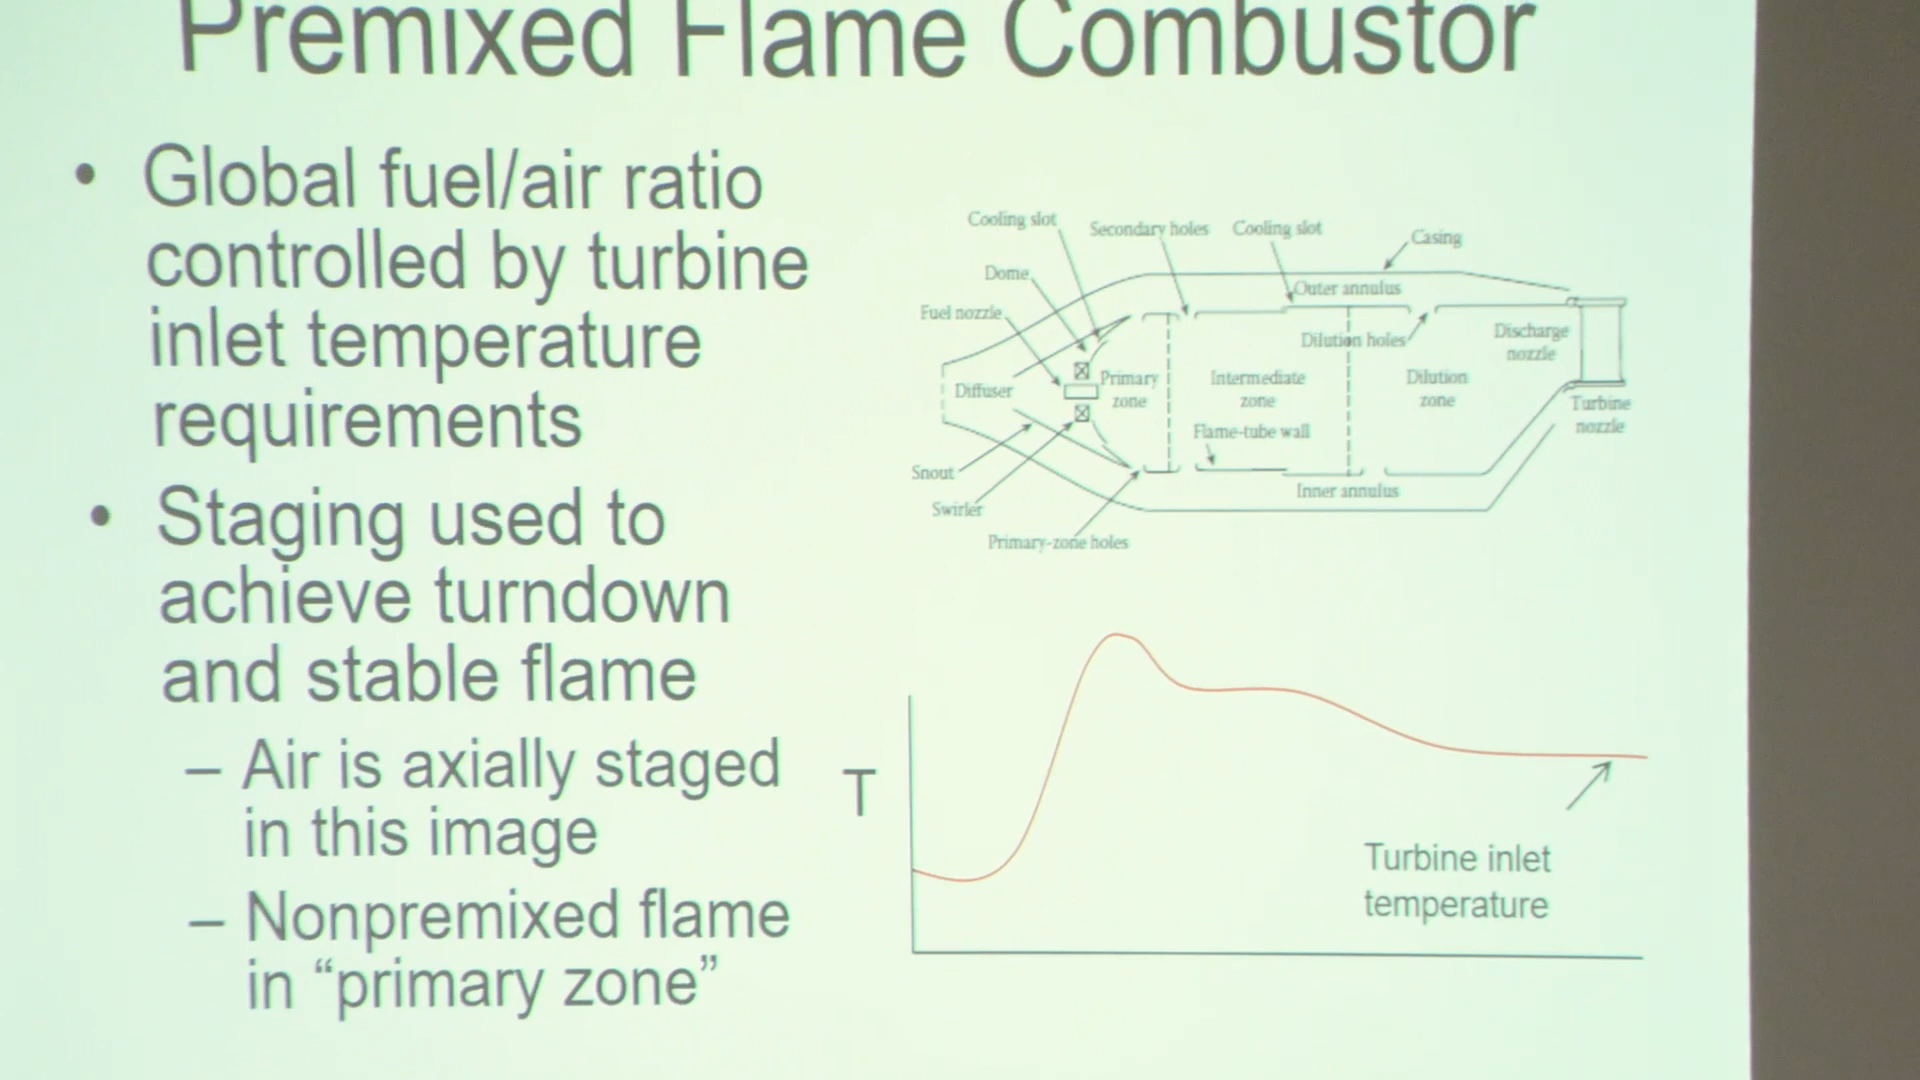 Premixed Flame Combustor
• Global fuel/air ratio
controlled by turbine
inlet temperature
requirements
• Staging used to
achieve turndown
and stable flame
– Air is axially staged
in this image
– Nonpremixed flame
in “primary zone”
Cooling slot
Secondary holes
Cooling slot
Casing
Dome
Outer annulus
Fuel nozzle
Dilution holes
Discharge
nozzle
Diffuser
Primary
zone
Intermediate
zone
Dilution
zone
Turbine
nozzle
Flame-tube wall
Snout
Inner annulus
Swirler
Primary-zone holes
T
Turbine inlet
temperature